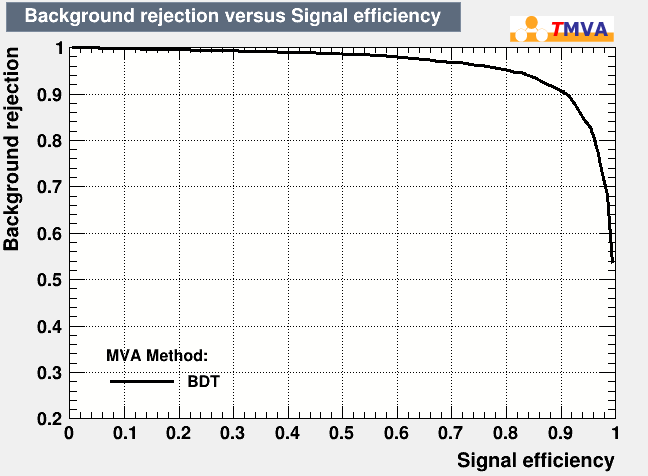 Background rejection versus Signal efficiency
TMVA
Background rejection
1
0.9
0.8
0.7
0.6
0.5
0.4
0.3
0.2
MVA Method:
BDT
0 0.1 0.2 0.3 0.4 0.5 0.6 0.7 0.8 0.9 1
Signal efficiency